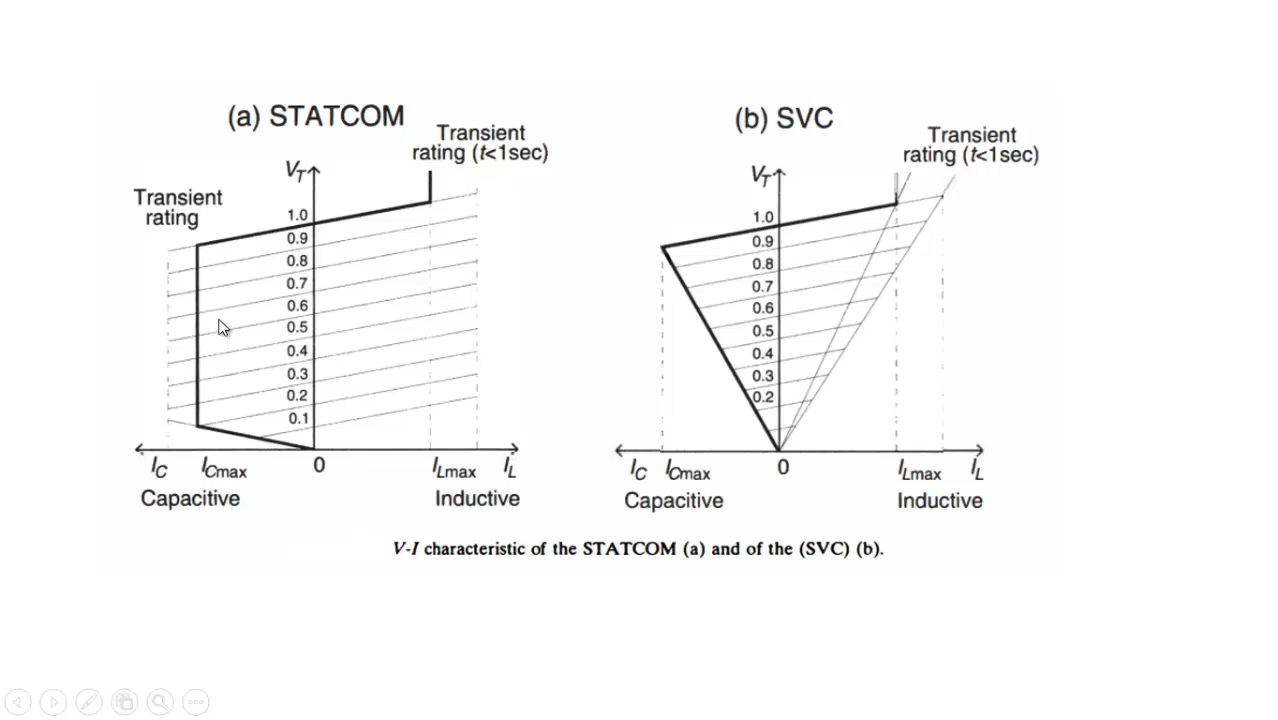 (a) STATCOM
Transient
rating (t<1sec)
V_T
Transient
rating
1.0
0.9
0.8
0.7
0.6
0.5
0.4
0.3
0.2
0.1
I_C
I_Cmax
0
I_Lmax
I_L
Capacitive
Inductive
(b) SVC
Transient
rating (t<1sec)
V_T
1.0
0.9
0.8
0.7
0.6
0.5
0.4
0.3
0.2
I_C
I_Cmax
0
I_Lmax
I_L
Capacitive
Inductive
V-I characteristic of the STATCOM (a) and of the (SVC) (b).